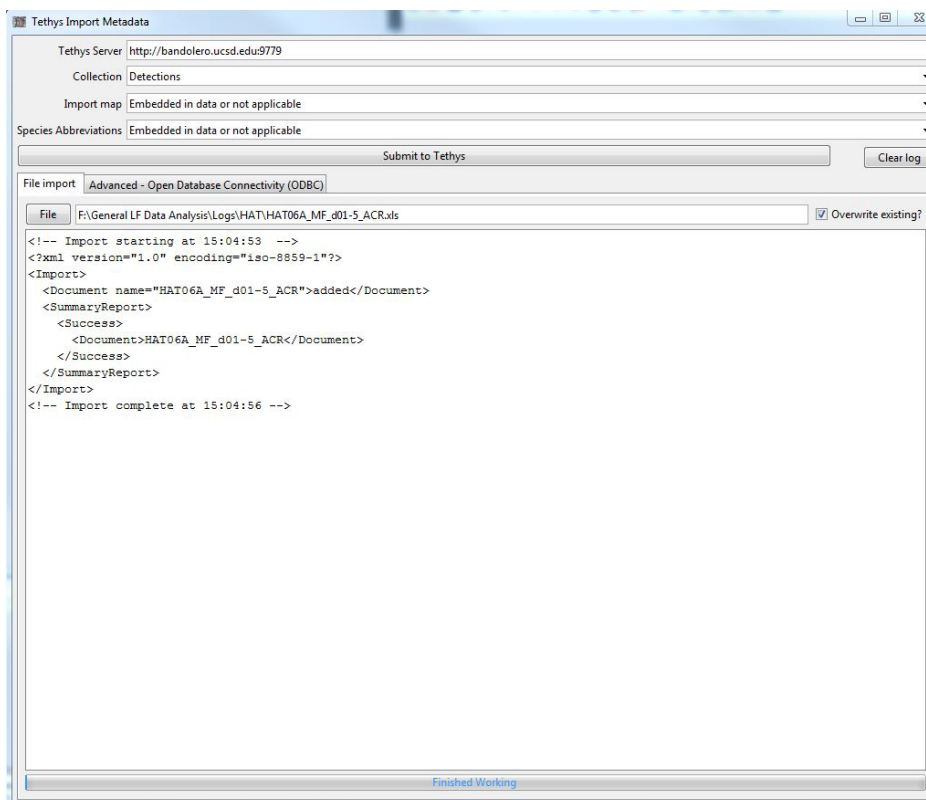 Tethys Import Metadata
Tethys Server http://bandolero.ucsd.edu:9779
Collection Detections
Import map Embedded in data or not applicable
Species Abbreviations Embedded in data or not applicable
Submit to Tethys Clear log
File import Advanced - Open Database Connectivity (ODBC)
File F:\General LF Data Analysis\Logs\HAT\HAT06A_MF_d01-5_ACR.xls Overwrite existing?
<!-- Import starting at 15:04:53  -->
<?xml version="1.0" encoding="iso-8859-1"?>
<Import>
  <Document name="HAT06A_MF_d01-5_ACR">added</Document>
  <SummaryReport>
    <Success>
      <Document>HAT06A_MF_d01-5_ACR</Document>
    </Success>
  </SummaryReport>
</Import>
<!-- Import complete at 15:04:56 -->
Finished Working